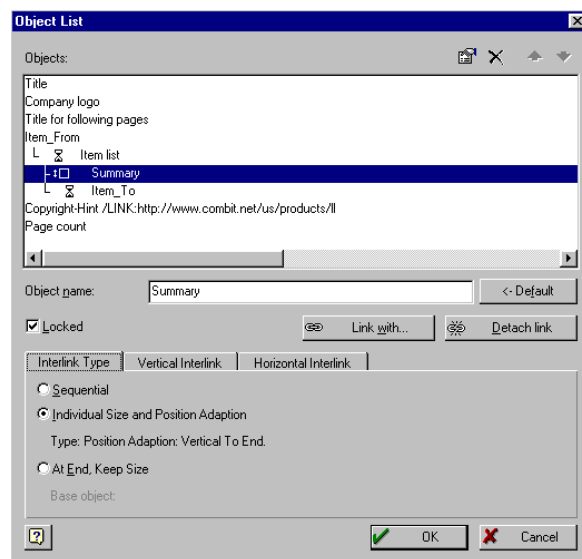 Object List
Objects:
Title
Company logo
Title for following pages
Item_From
Item list
Summary
Item_To
Copyright-Hint /LINK:http://www.combit.net/us/products/ll
Page count
Object name: Summary <- Default
Locked Link with... Detach link
Interlink Type Vertical Interlink Horizontal Interlink
Sequential
Individual Size and Position Adaption
Type: Position Adaption: Vertical To End.
At End, Keep Size
Base object:
? OK Cancel